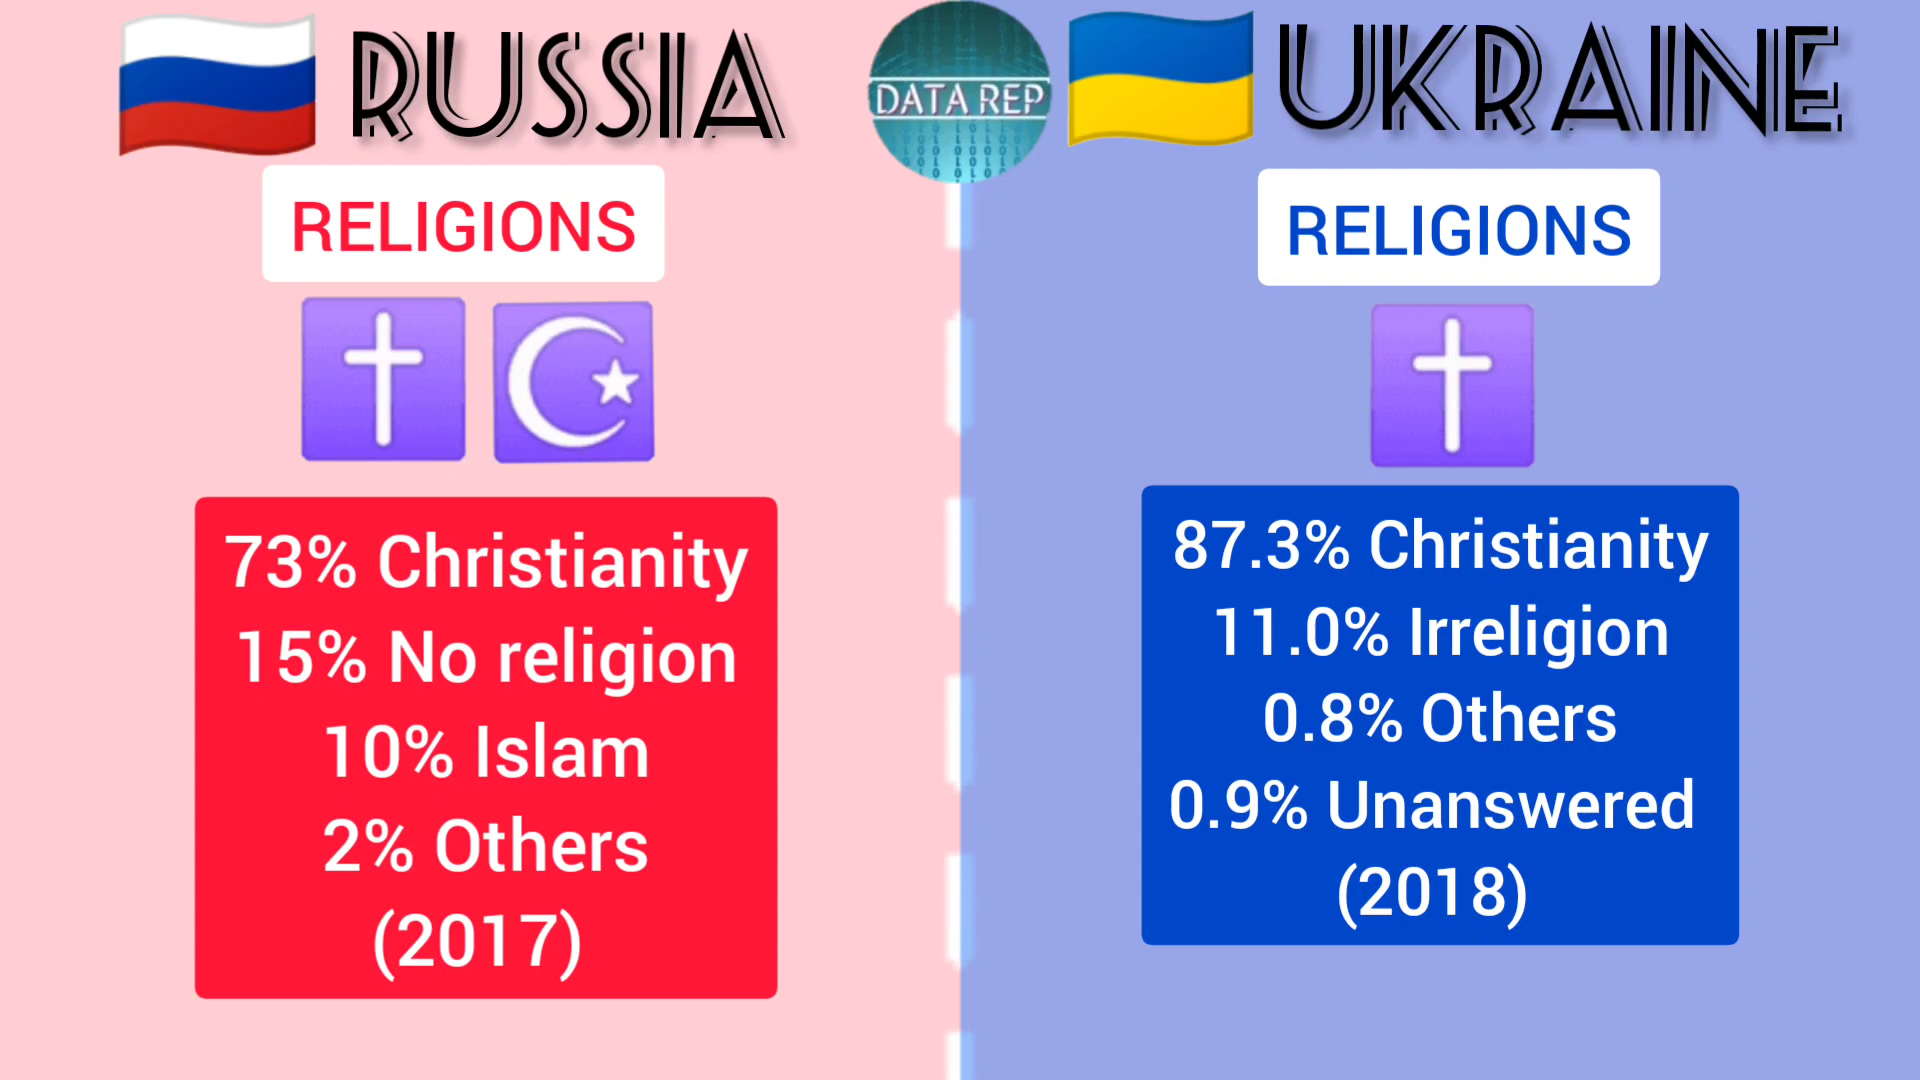 RUSSIA
DATA REP
UKRAINE
RELIGIONS
73% Christianity
15% No religion
10% Islam
2% Others
(2017)
RELIGIONS
87.3% Christianity
11.0% Irreligion
0.8% Others
0.9% Unanswered
(2018)